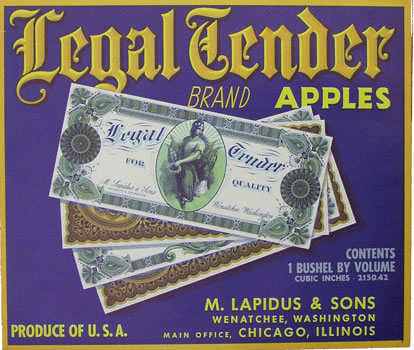 Legal Tender
BRAND APPLES
Legal Tender
FOR QUALITY
M. Lapidus & Sons
Wenatchee, Washington
CONTENTS
1 BUSHEL BY VOLUME
CUBIC INCHES - 2150.42
M. LAPIDUS & SONS
WENATCHEE, WASHINGTON
PRODUCE OF U.S.A.
MAIN OFFICE, CHICAGO, ILLINOIS